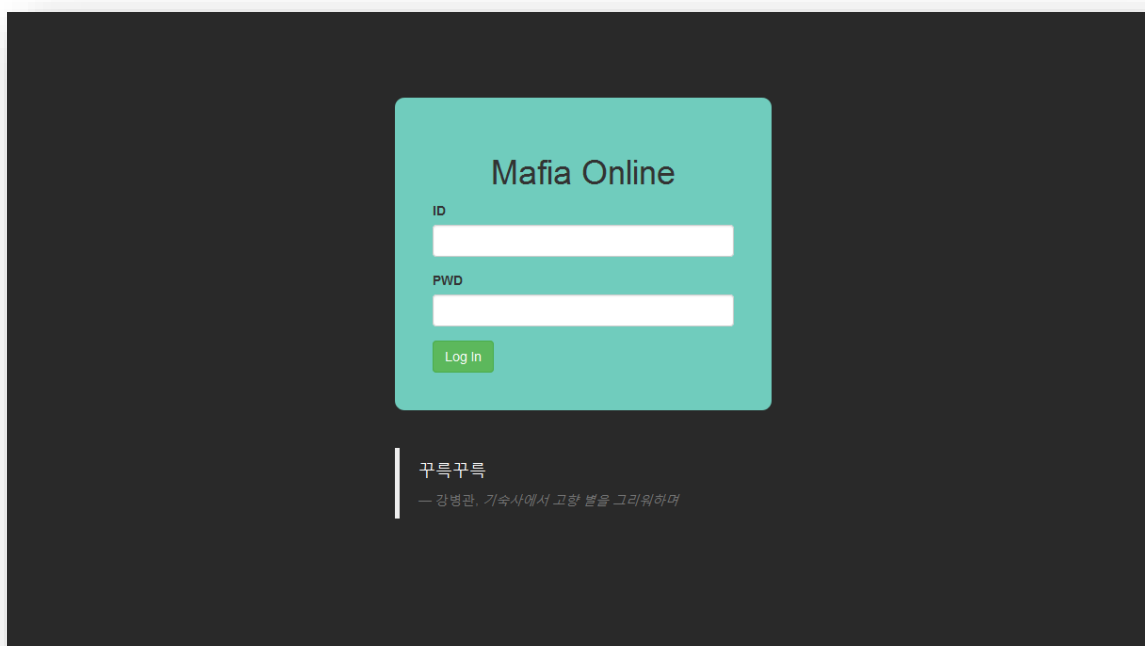 Mafia Online
ID
PWD
Log In
꾸륵꾸륵
— 강병관, 기숙사에서 고향 별을 그리워하며